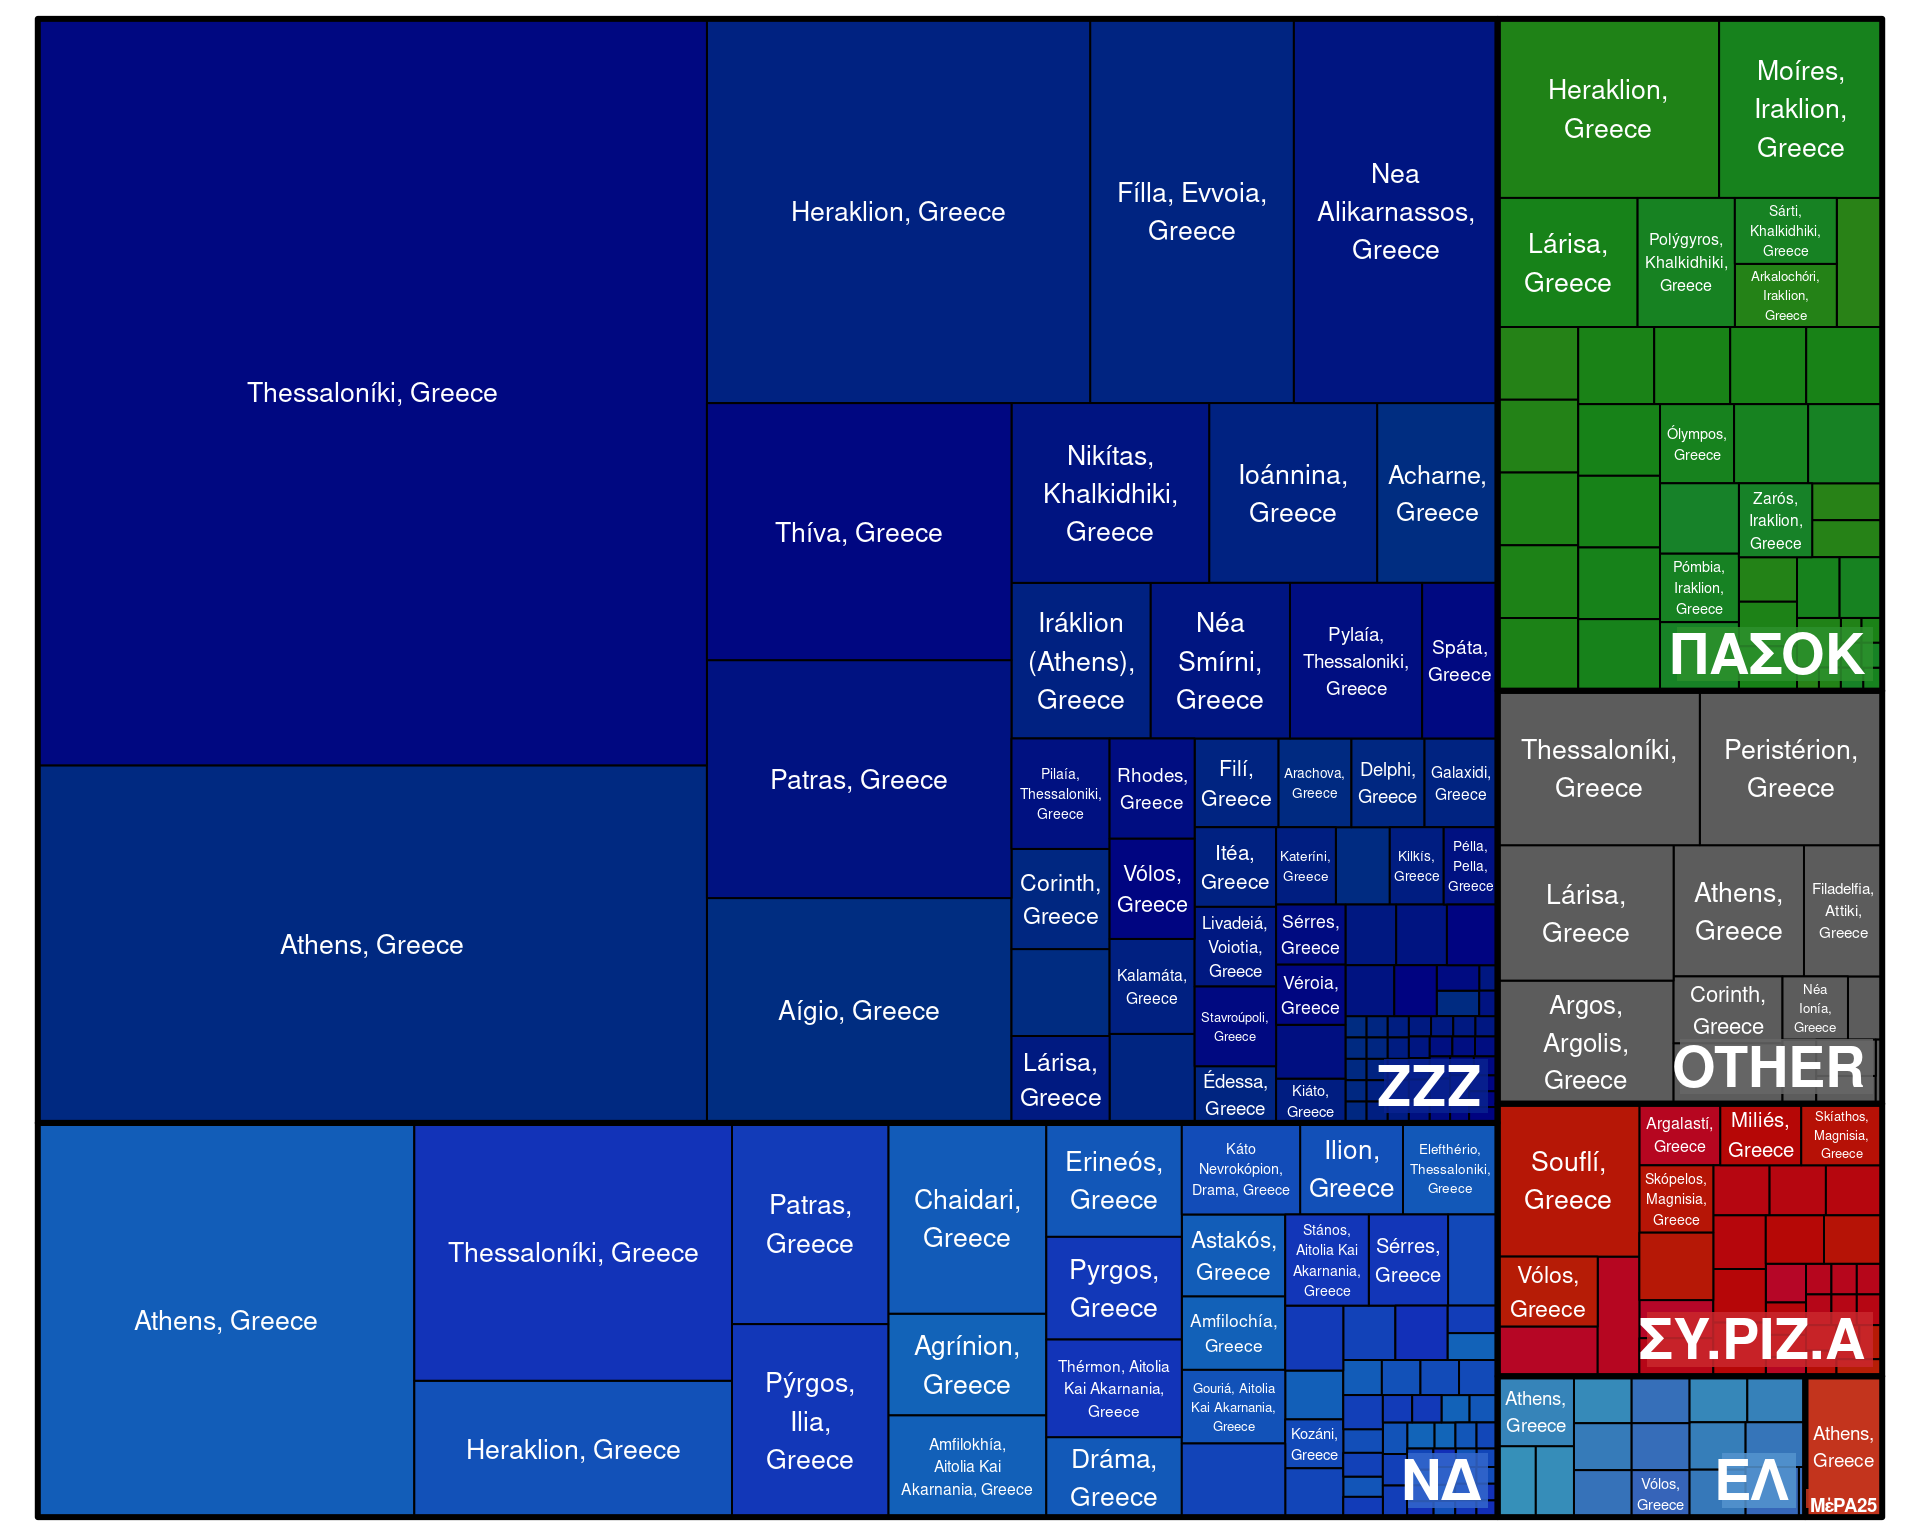 Thessaloníki, Greece
Athens, Greece
Heraklion, Greece
Fílla, Evvoia,
Greece
Nea
Alikarnassos,
Greece
Thíva, Greece
Patras, Greece
Aígio, Greece
Nikítas,
Khalkidhiki,
Greece
Ioánnina,
Greece
Acharne,
Greece
Iráklion
(Athens),
Greece
Néa
Smírni,
Greece
Pylaía,
Thessaloniki,
Greece
Spáta,
Greece
Pilaía,
Thessaloniki,
Greece
Corinth,
Greece
Lárisa,
Greece
Rhodes,
Greece
Vólos,
Greece
Kalamáta,
Greece
Filí,
Greece
Arachova,
Greece
Delphi,
Greece
Galaxidi,
Greece
Itéa,
Greece
Livadeiá,
Voiotia,
Greece
Stavroúpoli,
Greece
Édessa,
Greece
Kateríni,
Greece
Kilkís,
Greece
Pélla,
Pella,
Greece
Sérres,
Greece
Véroia,
Greece
Kiáto,
Greece
ZZZ
Athens, Greece
Thessaloníki, Greece
Heraklion, Greece
Patras,
Greece
Pýrgos,
Ilia,
Greece
Chaidari,
Greece
Agrínion,
Greece
Amfilokhía,
Aitolia Kai
Akarnania, Greece
Erineós,
Greece
Pyrgos,
Greece
Thérmon, Aitolia
Kai Akarnania,
Greece
Dráma,
Greece
Káto
Nevrokópion,
Drama, Greece
Ilion,
Greece
Elefthério,
Thessaloniki,
Greece
Astakós,
Greece
Amfilochía,
Greece
Gouriá, Aitolia
Kai Akarnania,
Greece
Stános,
Aitolia Kai
Akarnania,
Greece
Sérres,
Greece
Kozáni,
Greece
ΝΔ
Heraklion,
Greece
Moíres,
Iraklion,
Greece
Lárisa,
Greece
Polýgyros,
Khalkidhiki,
Greece
Sárti,
Khalkidhiki,
Greece
Arkalochóri,
Iraklion,
Greece
Ólympos,
Greece
Zarós,
Iraklion,
Greece
Pómbia,
Iraklion,
Greece
ΠΑΣΟΚ
Thessaloníki,
Greece
Peristérion,
Greece
Lárisa,
Greece
Athens,
Greece
Filadelfia,
Attiki,
Greece
Argos,
Argolis,
Greece
Corinth,
Greece
Néa
Ionía,
Greece
OTHER
Souflí,
Greece
Argalastí,
Greece
Miliés,
Greece
Skíathos,
Magnisia,
Greece
Skópelos,
Magnisia,
Greece
Vólos,
Greece
ΣΥ.ΡΙΖ.Α
Athens,
Greece
Vólos,
Greece
ΕΛ
Athens,
Greece
ΜέΡΑ25